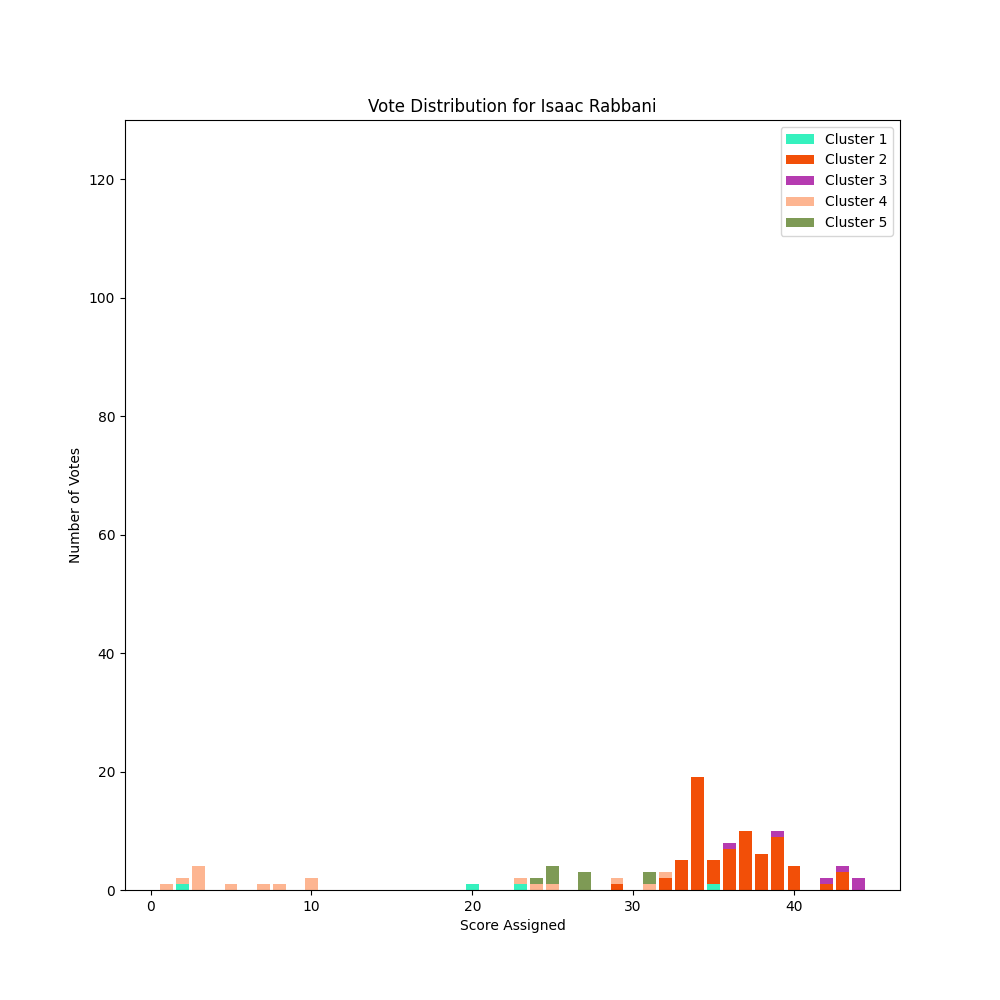 Vote Distribution for Isaac Rabbani
Cluster 1
Cluster 2
Cluster 3
Cluster 4
Cluster 5
120
100
80
60
40
20
0
Number of Votes
0 10 20 30 40
Score Assigned